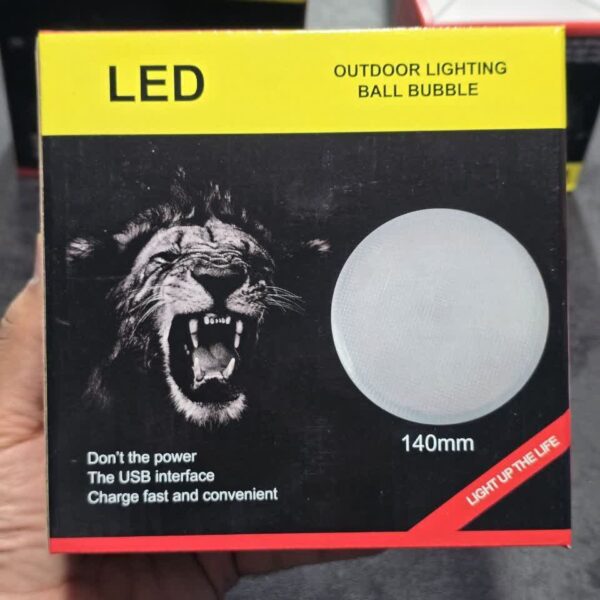 LED
OUTDOOR LIGHTING
BALL BUBBLE
140mm
Don't the power
The USB interface
Charge fast and convenient
LIGHT UP THE LIFE